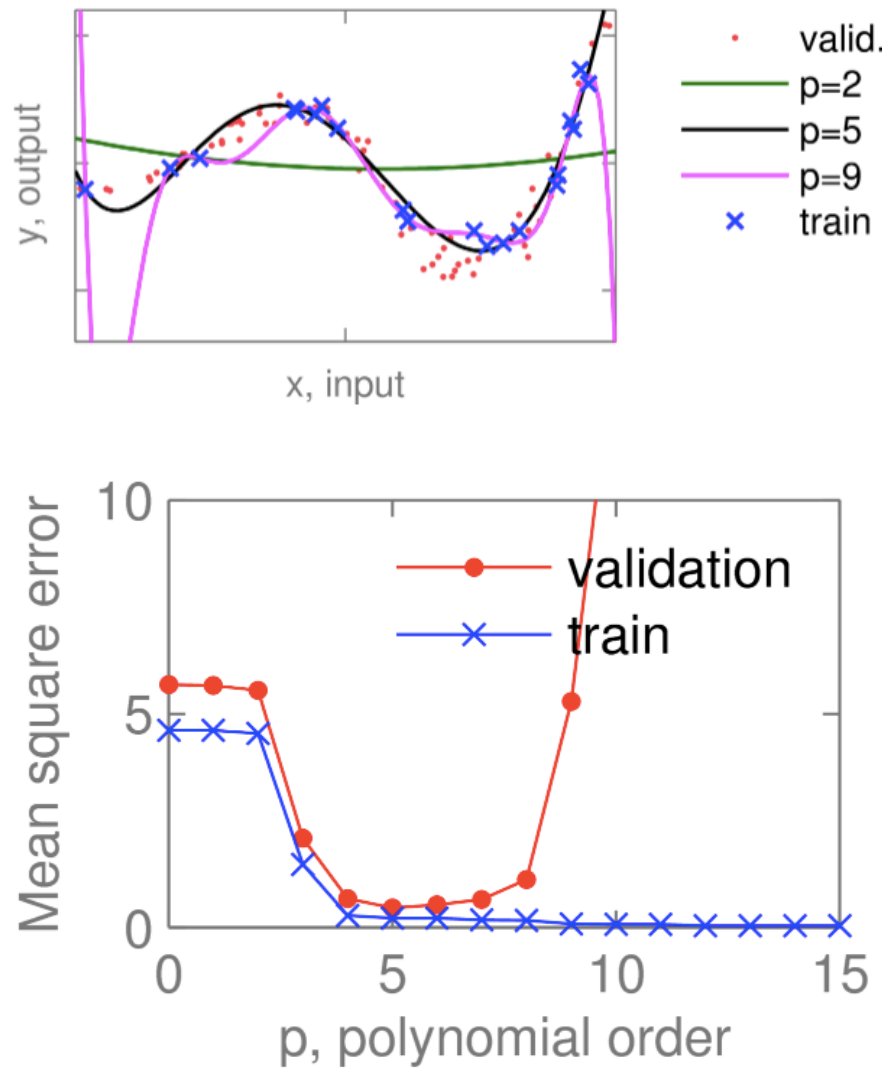 valid.
p=2
p=5
p=9
train
y, output
x, input
10
5
0
Mean square error
validation
train
0 5 10 15
p, polynomial order